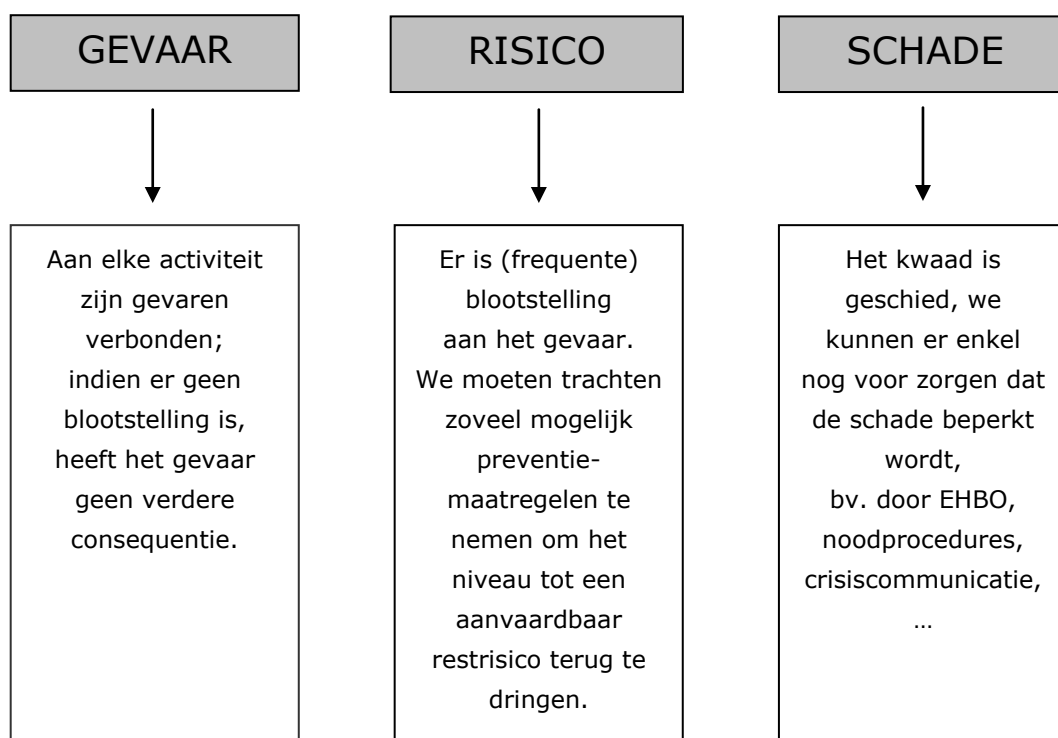 GEVAAR
Aan elke activiteit
zijn gevaren
verbonden;
indien er geen
blootstelling is,
heeft het gevaar
geen verdere
consequentie.
RISICO
Er is (frequente)
blootstelling
aan het gevaar.
We moeten trachten
zoveel mogelijk
preventie-
maatregelen te
nemen om het
niveau tot een
aanvaardbaar
restrisico terug te
dringen.
SCHADE
Het kwaad is
geschied, we
kunnen er enkel
nog voor zorgen dat
de schade beperkt
wordt,
bv. door EHBO,
noodprocedures,
crisiscommunicatie,
…